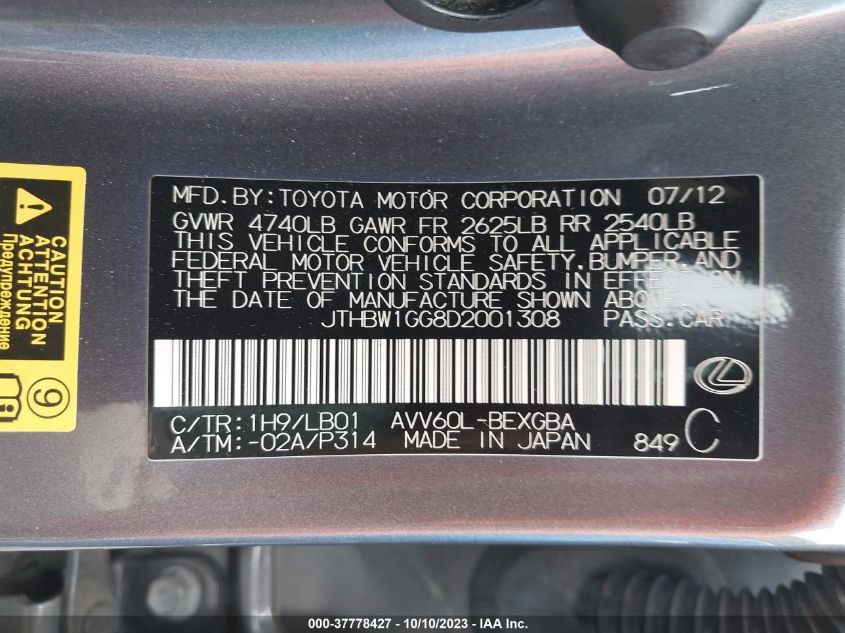 MFD.BY:TOYOTA MOTOR CORPORATION 07/12
GVWR 4740LB GAWR FR 2625LB RR 2540LB
THIS VEHICLE CONFORMS TO ALL APPLICABLE
FEDERAL MOTOR VEHICLE SAFETY,BUMPER,AND
THEFT PREVENTION STANDARDS IN EFFECT ON
THE DATE OF MANUFACTURE SHOWN ABOVE.
JTHBW1GG8D2001308 PASS.CAR
C/TR:1H9/LB01 AVV60L-BEXGBA
A/TM:-02A/P314 MADE IN JAPAN 849 C
CAUTION
ATTENTION
ACHTUNG
Предупреждение
9
000-37778427 - 10/10/2023 - © IAA Inc.